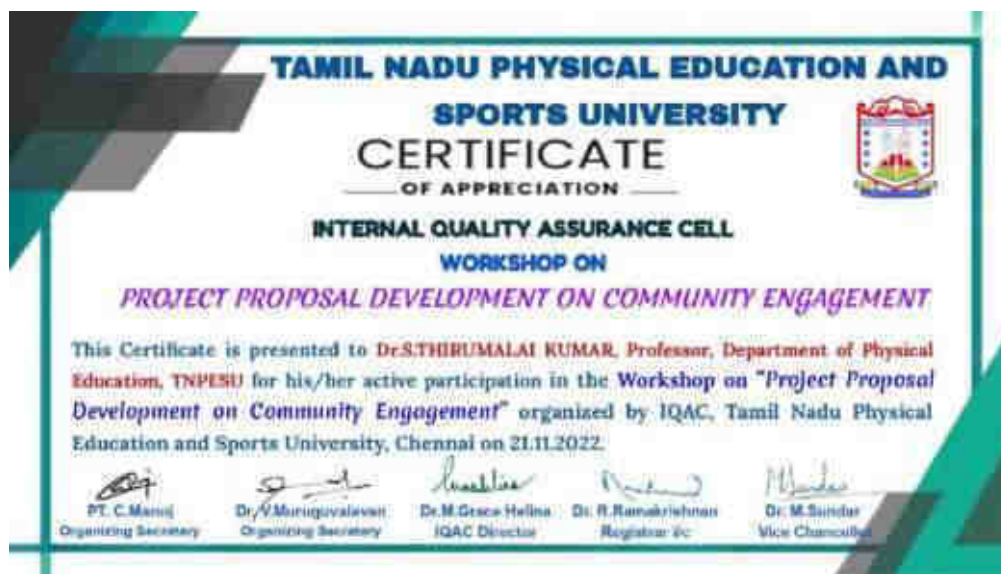 TAMIL NADU PHYSICAL EDUCATION AND
SPORTS UNIVERSITY
CERTIFICATE
OF APPRECIATION
INTERNAL QUALITY ASSURANCE CELL
WORKSHOP ON
PROJECT PROPOSAL DEVELOPMENT ON COMMUNITY ENGAGEMENT
This Certificate is presented to Dr.S.THIRUMALAI KUMAR, Professor, Department of Physical
Education, TNPESU for his/her active participation in the Workshop on "Project Proposal
Development on Community Engagement" organized by IQAC, Tamil Nadu Physical
Education and Sports University, Chennai on 21.11.2022.
PT. C.Manoj Dr.V.Muruguvalavan Dr.M.Grace Helina Dr. R.Ramakrishnan Dr. M.Sundar
Organizing Secretary Organizing Secretary IQAC Director Registrar i/c Vice Chancellor